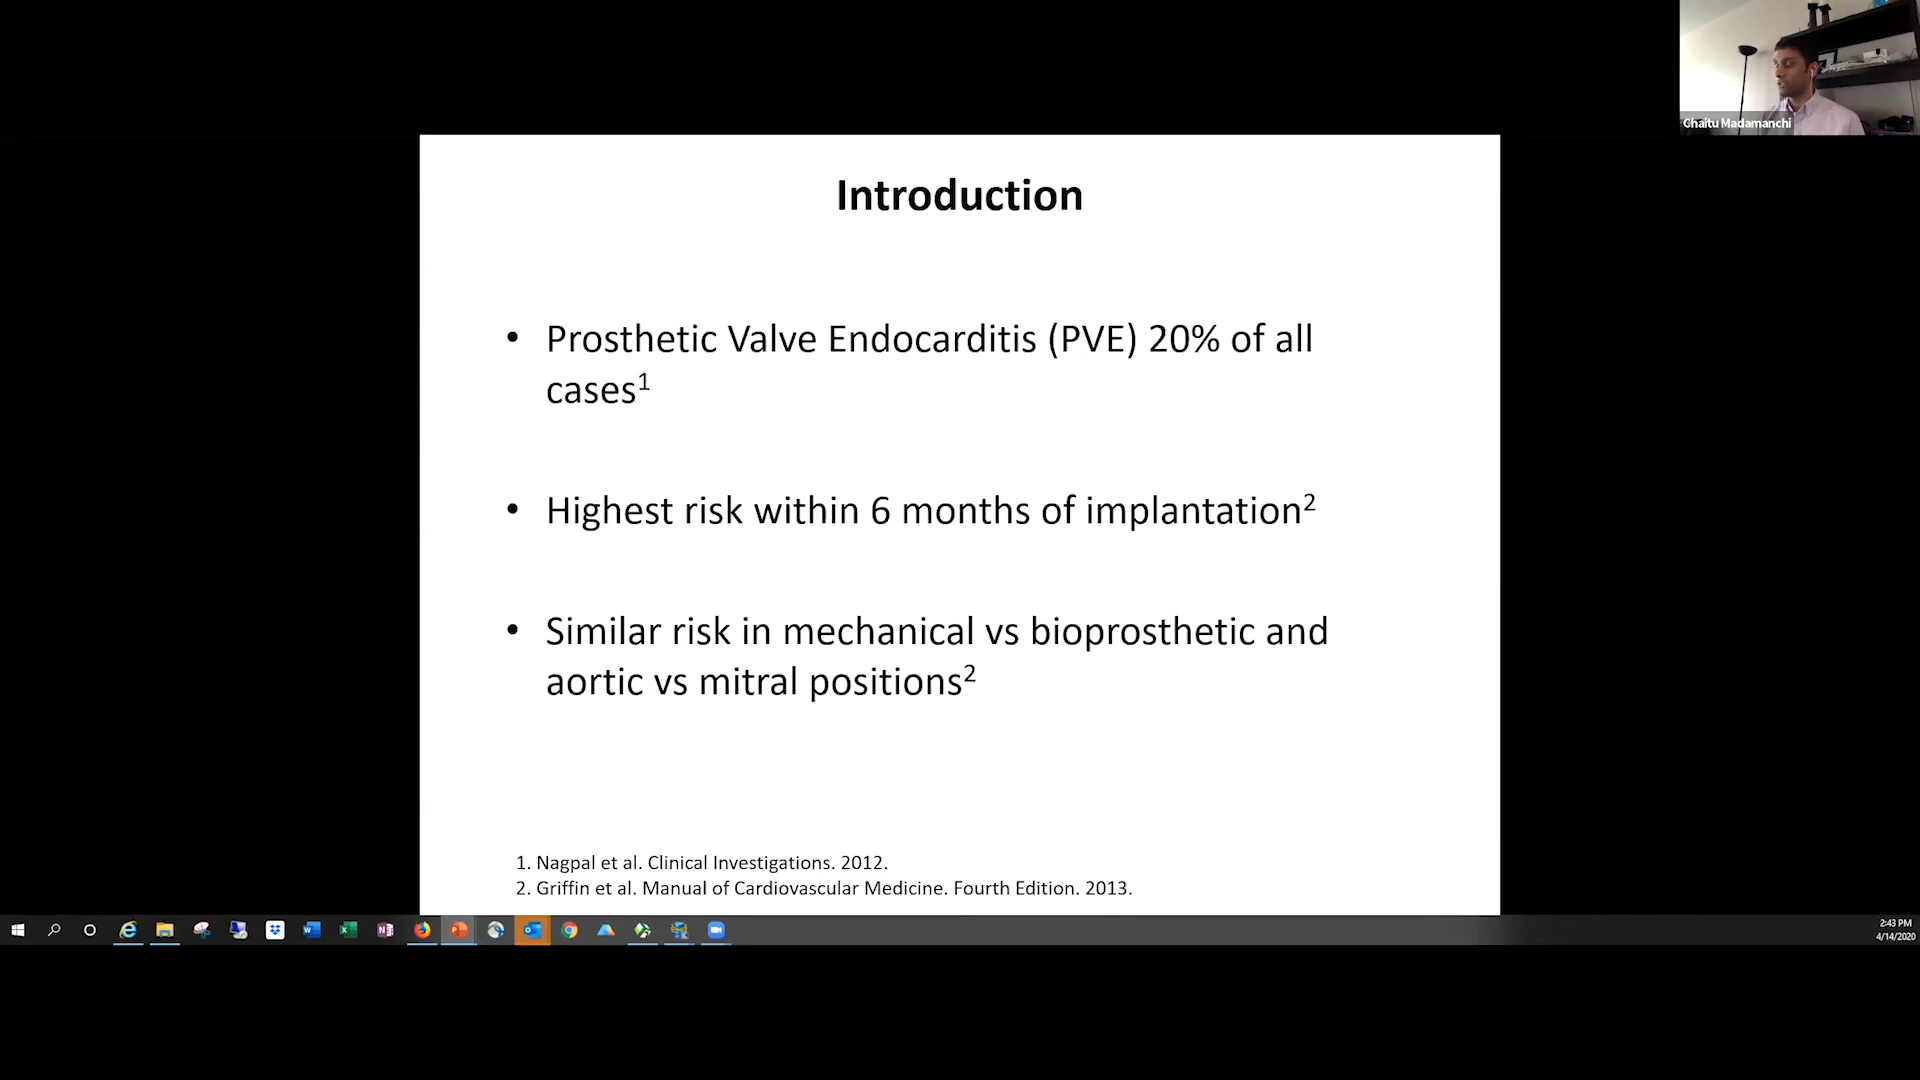 Chaitu Madamanchi
Introduction
• Prosthetic Valve Endocarditis (PVE) 20% of all
cases1
• Highest risk within 6 months of implantation2
• Similar risk in mechanical vs bioprosthetic and
aortic vs mitral positions2
1. Nagpal et al. Clinical Investigations. 2012.
2. Griffin et al. Manual of Cardiovascular Medicine. Fourth Edition. 2013.
2:43 PM
4/14/2020